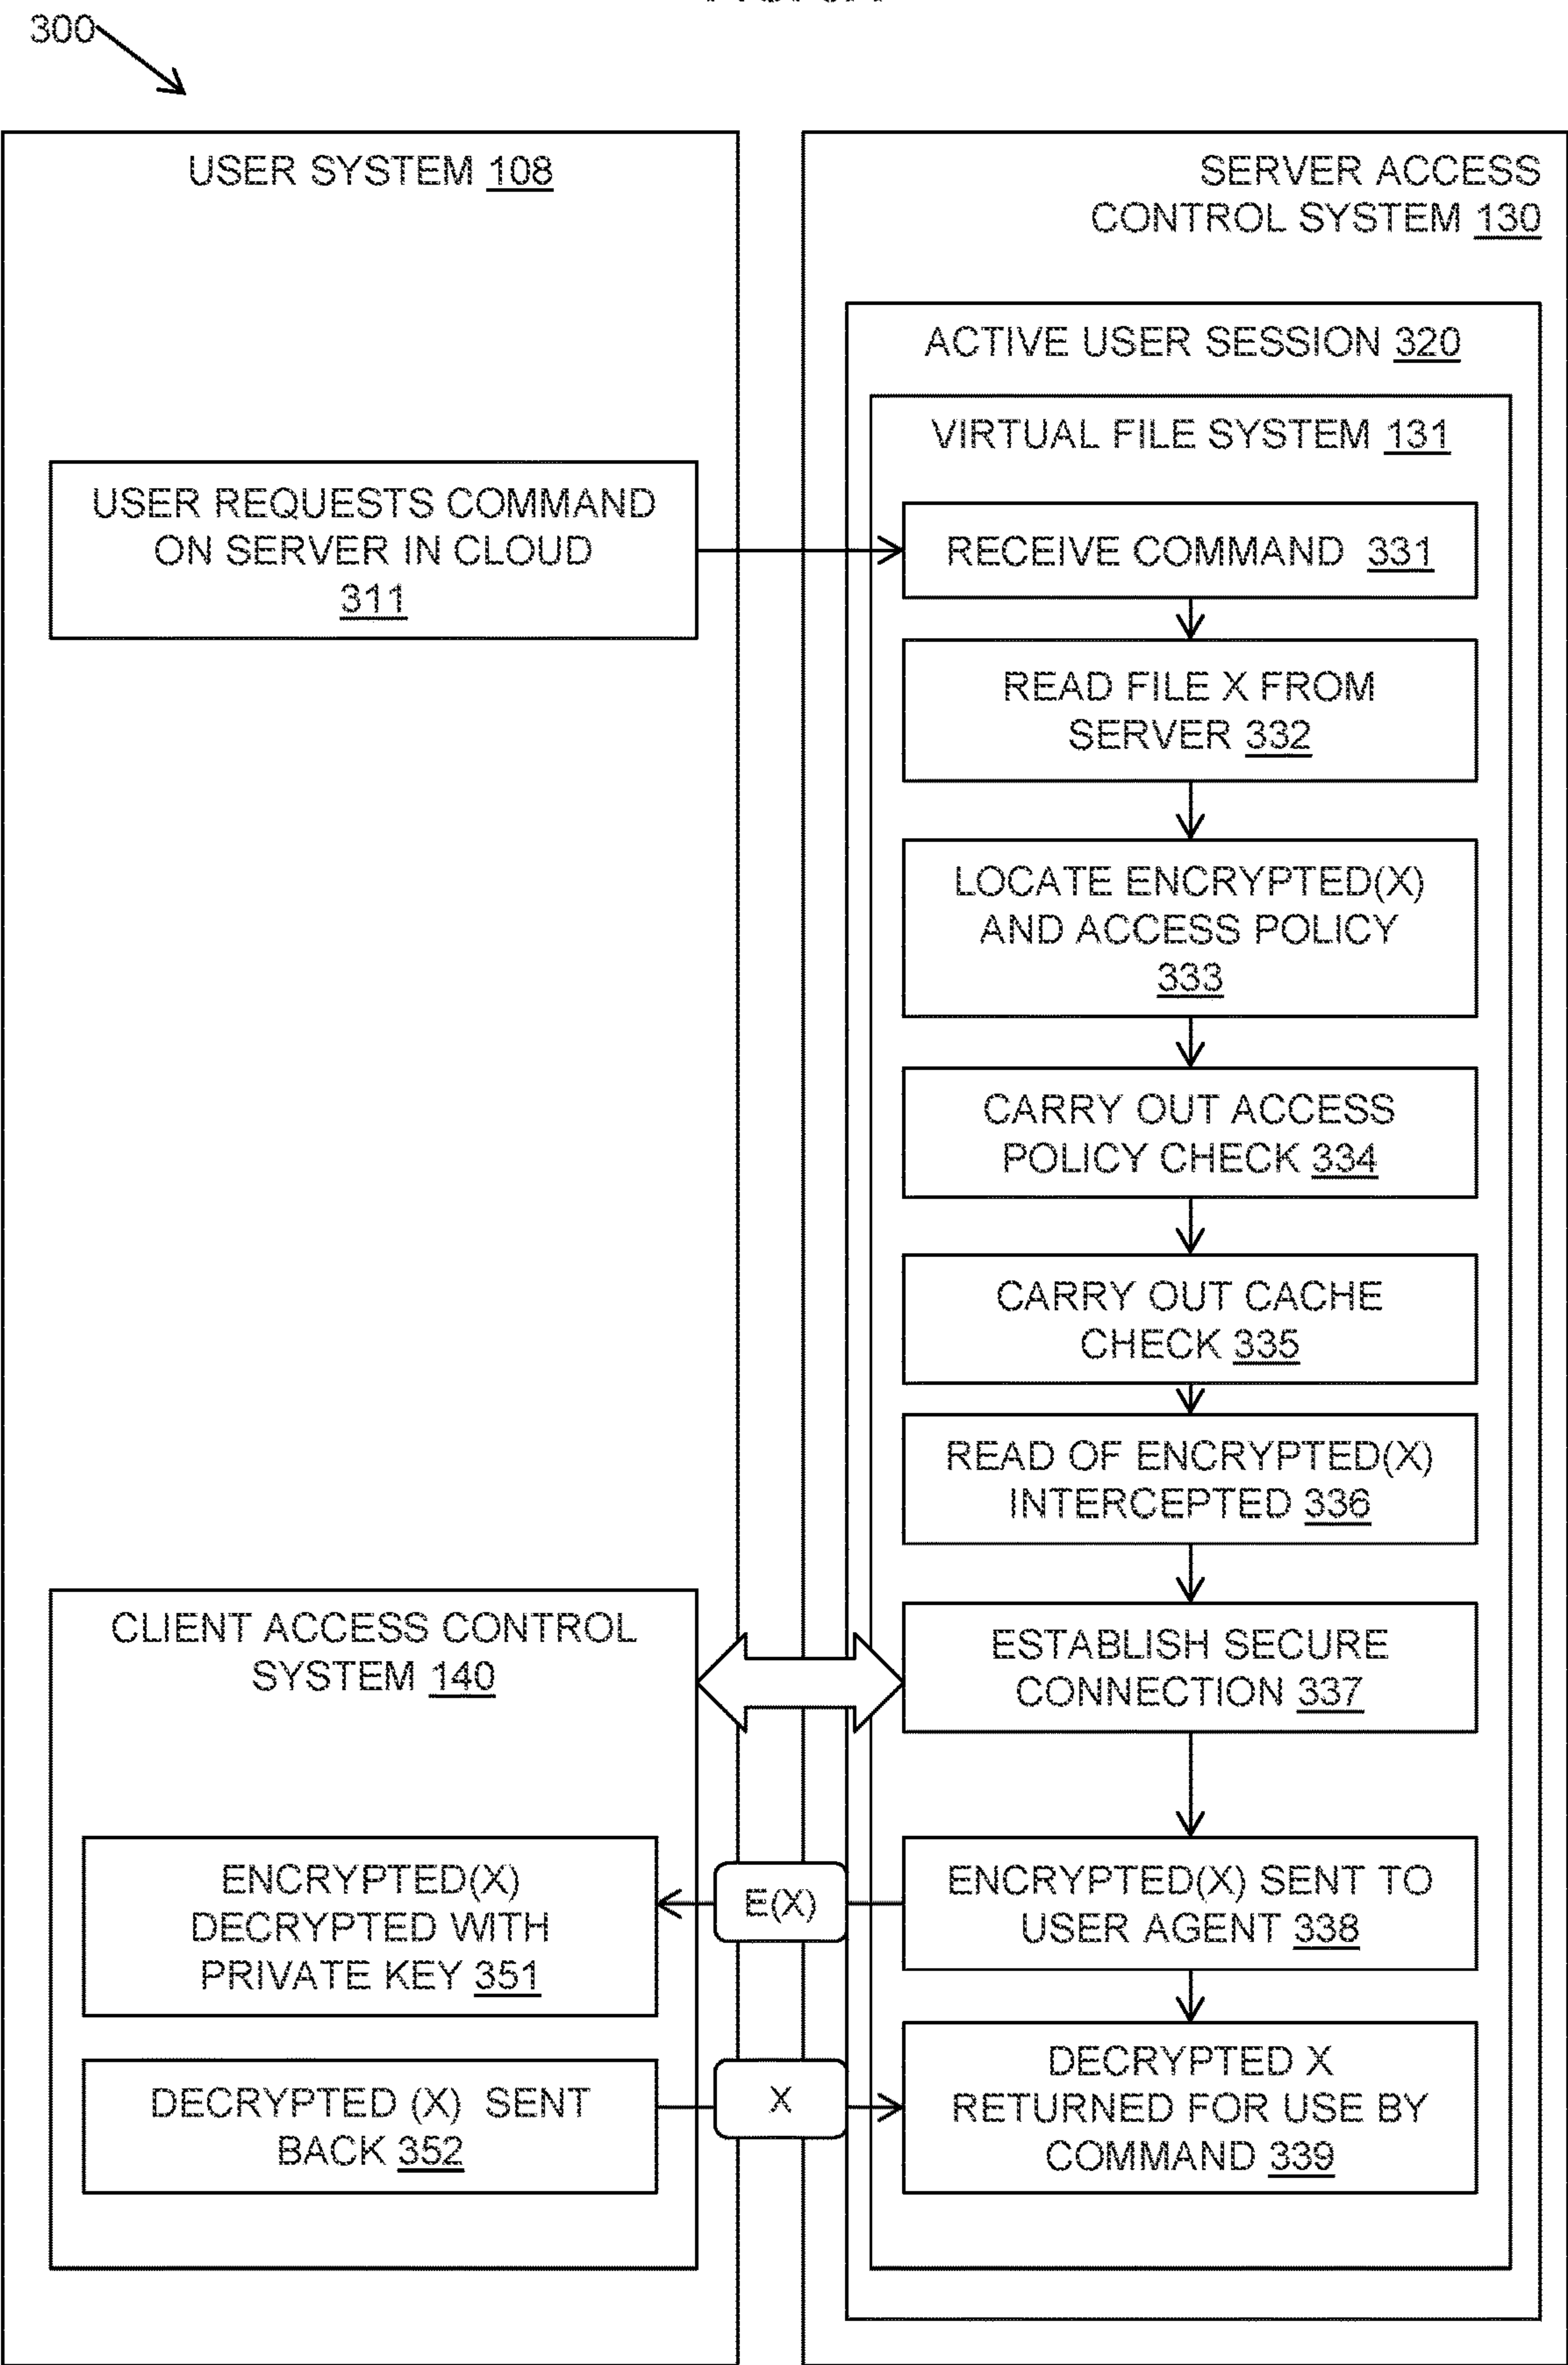 300
USER SYSTEM 108
SERVER ACCESS
CONTROL SYSTEM 130
ACTIVE USER SESSION 320
VIRTUAL FILE SYSTEM 131
USER REQUESTS COMMAND
ON SERVER IN CLOUD
311
RECEIVE COMMAND 331
READ FILE X FROM
SERVER 332
LOCATE ENCRYPTED(X)
AND ACCESS POLICY
333
CARRY OUT ACCESS
POLICY CHECK 334
CARRY OUT CACHE
CHECK 335
READ OF ENCRYPTED(X)
INTERCEPTED 336
CLIENT ACCESS CONTROL
SYSTEM 140
ESTABLISH SECURE
CONNECTION 337
ENCRYPTED(X)
DECRYPTED WITH
PRIVATE KEY 351
E(X)
ENCRYPTED(X) SENT TO
USER AGENT 338
DECRYPTED (X) SENT
BACK 352
X
DECRYPTED X
RETURNED FOR USE BY
COMMAND 339